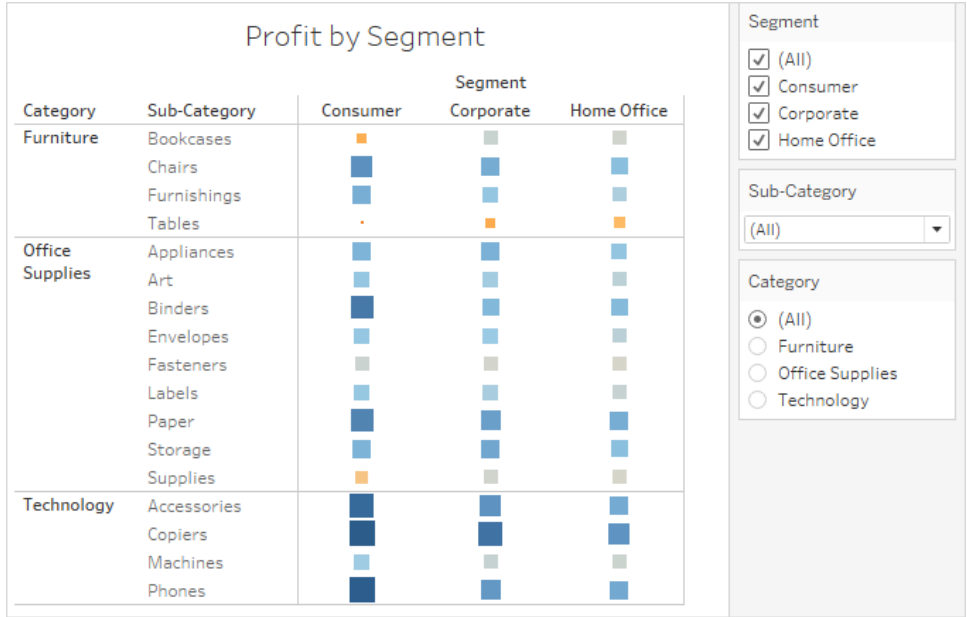 Profit by Segment
Segment
Category Sub-Category Consumer Corporate Home Office
Furniture Bookcases
Chairs
Furnishings
Tables
Office Supplies Appliances
Art
Binders
Envelopes
Fasteners
Labels
Paper
Storage
Supplies
Technology Accessories
Copiers
Machines
Phones
Segment
(All)
Consumer
Corporate
Home Office
Sub-Category
(All)
Category
(All)
Furniture
Office Supplies
Technology